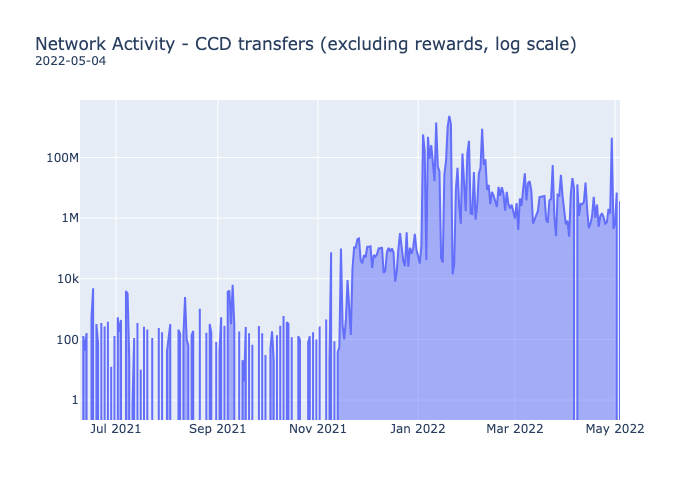 Network Activity - CCD transfers (excluding rewards, log scale)
2022-05-04
100M
1M
10k
100
1
Jul 2021 Sep 2021 Nov 2021 Jan 2022 Mar 2022 May 2022